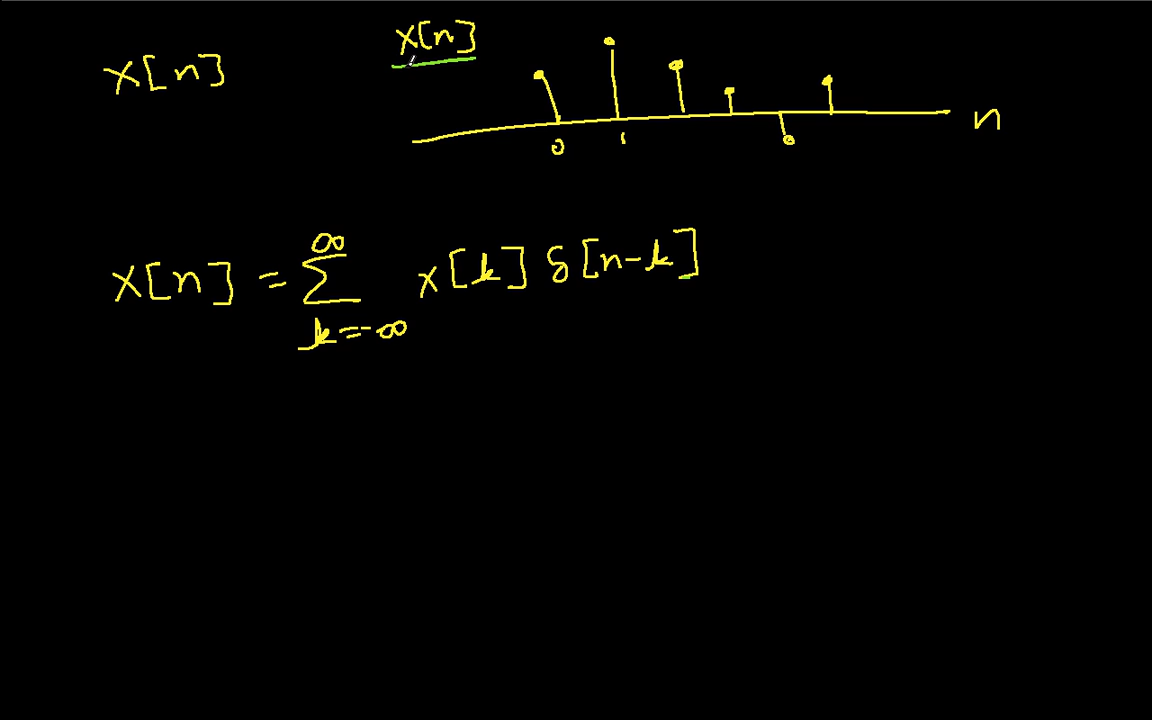 x[n]
x[n]
n
0 1
x[n] = ∑ x[k] δ[n-k]
∞
k=-∞